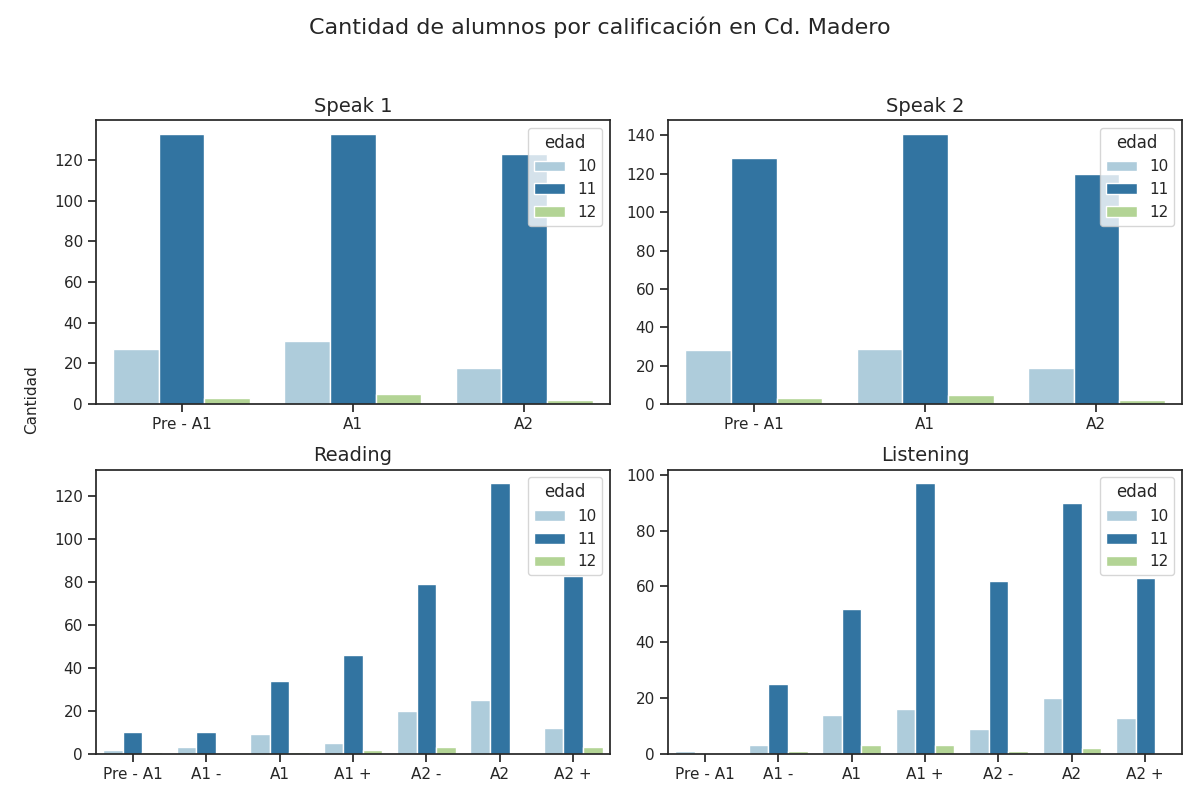 Cantidad de alumnos por calificación en Cd. Madero
Speak 1
120
100
80
60
40
20
0
Pre - A1 A1 A2
edad
10
11
12
Speak 2
140
120
100
80
60
40
20
0
Pre - A1 A1 A2
edad
10
11
12
Cantidad
Reading
120
100
80
60
40
20
0
Pre - A1 A1 - A1 A1 + A2 - A2 A2 +
edad
10
11
12
Listening
100
80
60
40
20
0
Pre - A1 A1 - A1 A1 + A2 - A2 A2 +
edad
10
11
12